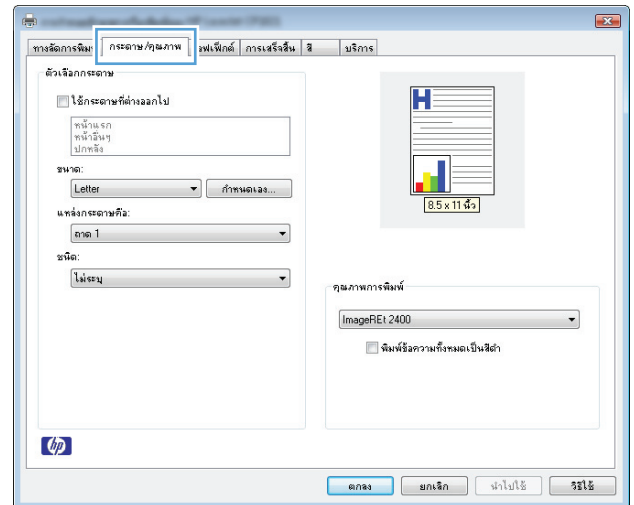 ทางลัดการพิมพ์ กระดาษ/คุณภาพ เอฟเฟ็กต์ การเสร็จสิ้น สี บริการ
ตัวเลือกกระดาษ
ใช้กระดาษที่ต่างออกไป
หน้าแรก
หน้าอื่นๆ
ปกหลัง
ขนาด:
Letter
กำหนดเอง...
แหล่งกระดาษคือ:
ถาด 1
ชนิด:
ไม่ระบุ
H
8.5 x 11 นิ้ว
คุณภาพการพิมพ์
ImageREt 2400
พิมพ์ข้อความทั้งหมดเป็นสีดำ
hp
ตกลง ยกเลิก นำไปใช้ วิธีใช้